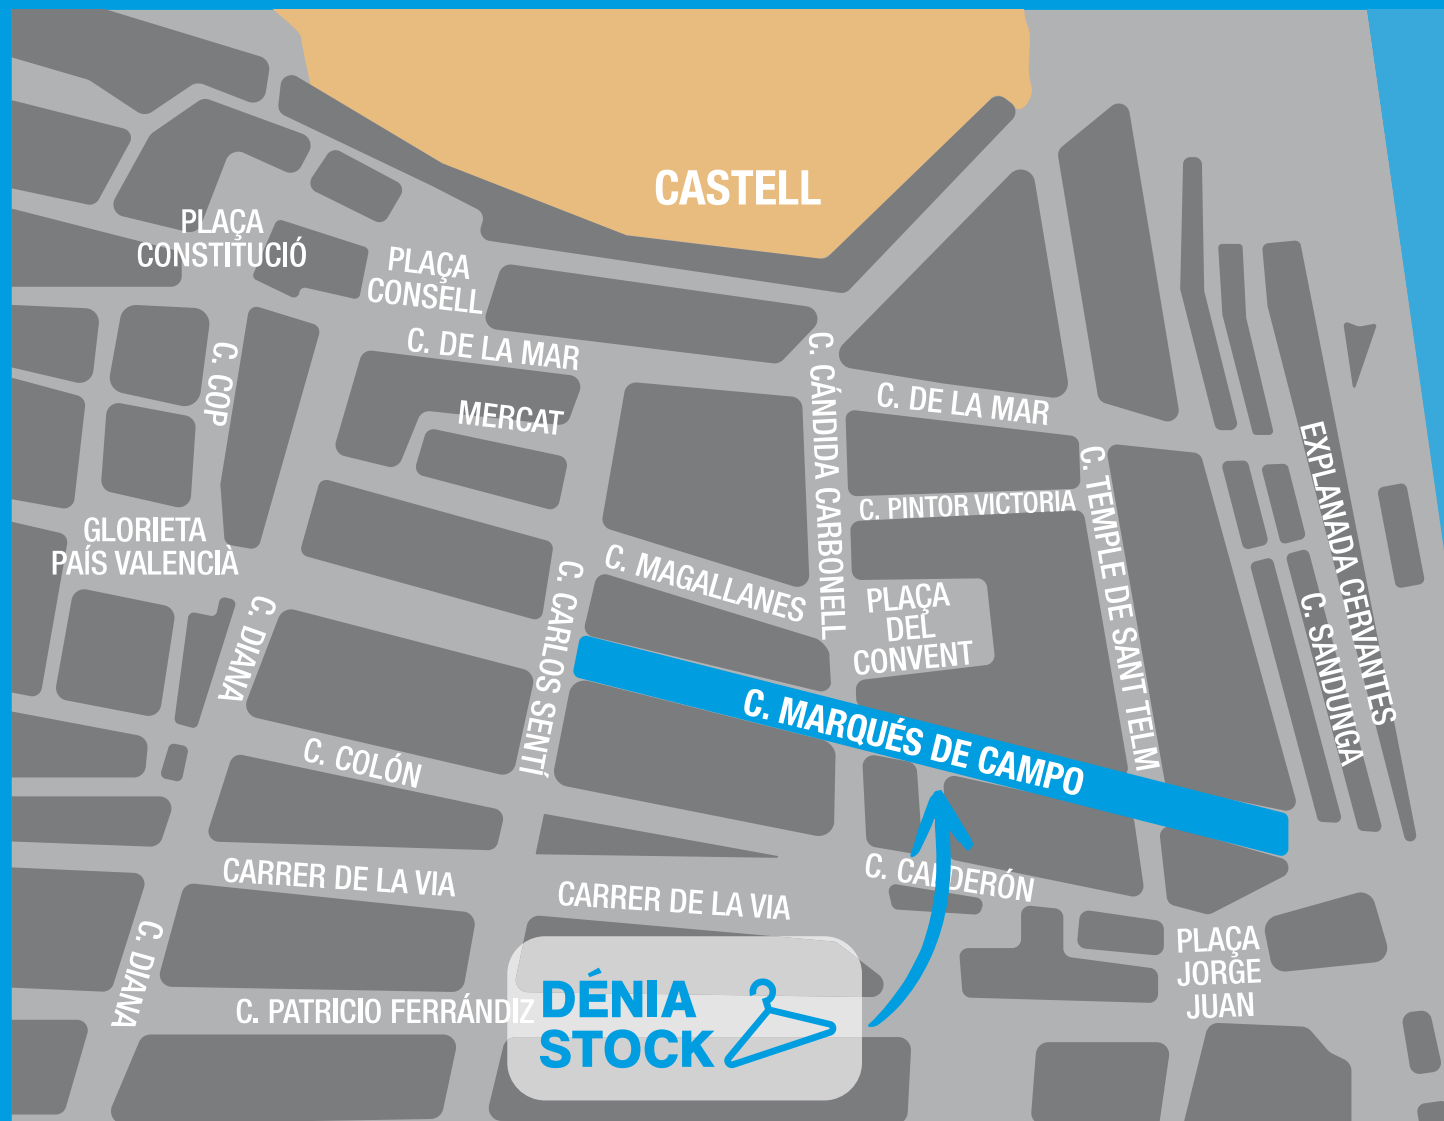 CASTELL
PLAÇA
CONSTITUCIÓ
PLAÇA
CONSELL
C. DE LA MAR
C. COP
MERCAT
C. CÁNDIDA CARBONELL
C. DE LA MAR
C. PINTOR VICTORIA
C. TEMPLE DE SANT TELM
EXPLANADA CERVANTES
C. SANDUNGA
GLORIETA
PAÍS VALENCIÀ
C. DIANA
C. CARLOS SENTÍ
C. MAGALLANES
PLAÇA
DEL
CONVENT
C. MARQUÉS DE CAMPO
C. COLÓN
CARRER DE LA VIA
CARRER DE LA VIA
C. CALDERÓN
C. DIANA
C. PATRICIO FERRÁNDIZ
PLAÇA
JORGE
JUAN
DÉNIA
STOCK